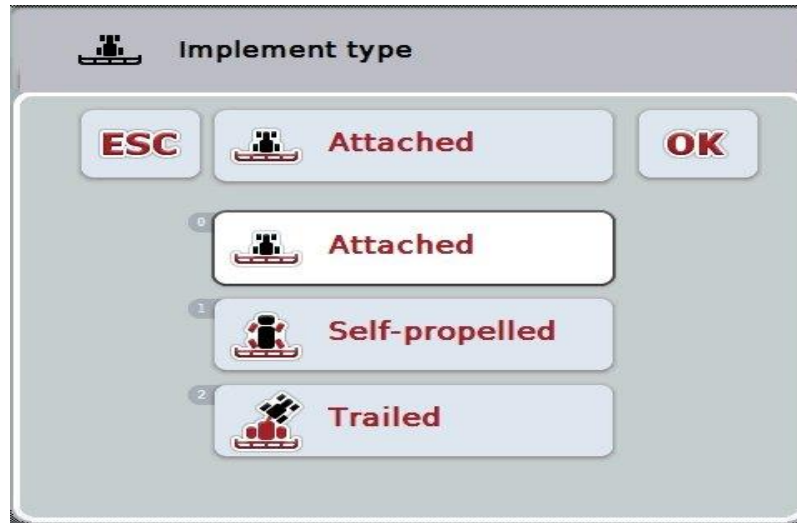 Implement type
ESC Attached OK
0
Attached
1
Self-propelled
2
Trailed